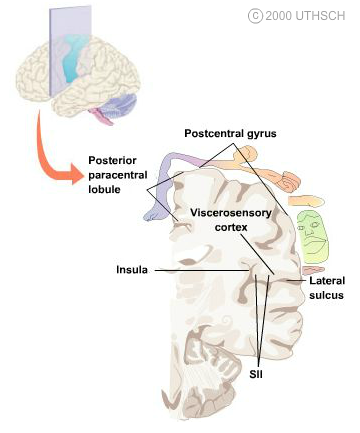 © 2000 UTHSCH
Postcentral gyrus
Posterior
paracentral
lobule
Viscerosensory
cortex
Insula
Lateral
sulcus
SII